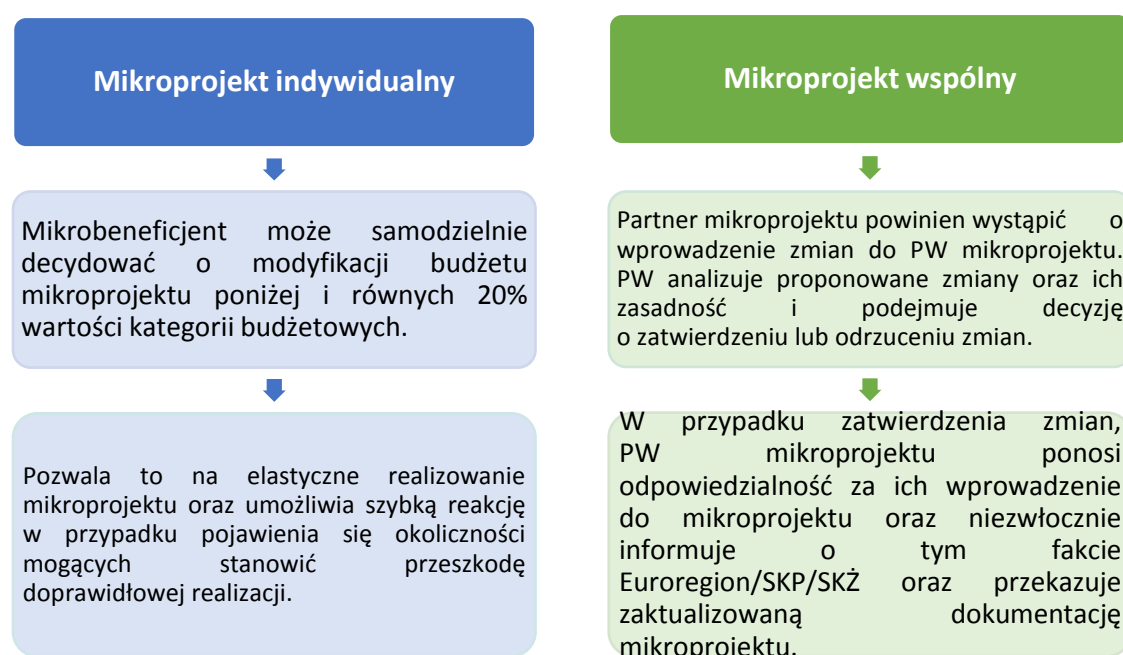 Mikroprojekt indywidualny
Mikrobeneficjent może samodzielnie
decydować o modyfikacji budżetu
mikroprojektu poniżej i równych 20%
wartości kategorii budżetowych.
Pozwala to na elastyczne realizowanie
mikroprojektu oraz umożliwia szybką reakcję
w przypadku pojawienia się okoliczności
mogących stanowić przeszkodę
doprawidłowej realizacji.
Mikroprojekt wspólny
Partner mikroprojektu powinien wystąpić o
wprowadzenie zmian do PW mikroprojektu.
PW analizuje proponowane zmiany oraz ich
zasadność i podejmuje decyzję
o zatwierdzeniu lub odrzuceniu zmian.
W przypadku zatwierdzenia zmian,
PW mikroprojektu ponosi
odpowiedzialność za ich wprowadzenie
do mikroprojektu oraz niezwłocznie
informuje o tym fakcie
Euroregion/SKP/SKŻ oraz przekazuje
zaktualizowaną dokumentację
mikroprojektu.